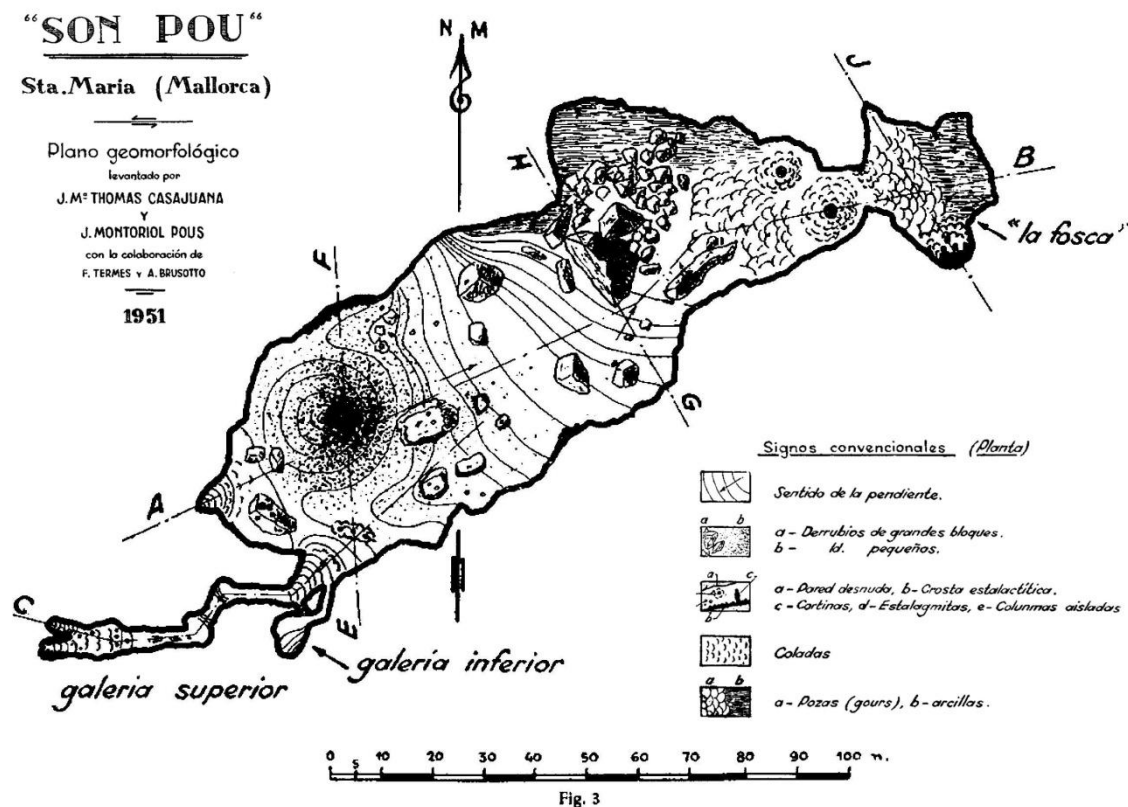 "SON POU"
Sta. Maria (Mallorca)
Plano geomorfológico
levantado por
J. Mª THOMAS CASAJUANA
Y
J. MONTORIOL POUS
con la colaboración de
F. TERMES y A. BRUSOTTO
1951
N M
J
B
H
"la fosca"
F
G
A
E
C
galería inferior
galeria superior
Signos convencionales (Planta)
Sentido de la pendiente.
a b
a - Derrubios de grandes bloques.
b - Id. pequeños.
a c
b
a - Pared desnuda, b - Crosta estalactítica.
c - Cortinas, d - Estalagmitas, e - Colunmas aisladas
Coladas
a b
a - Pozas (gours), b - arcillas.
0 5 10 20 30 40 50 60 70 80 90 100 m.
Fig. 3